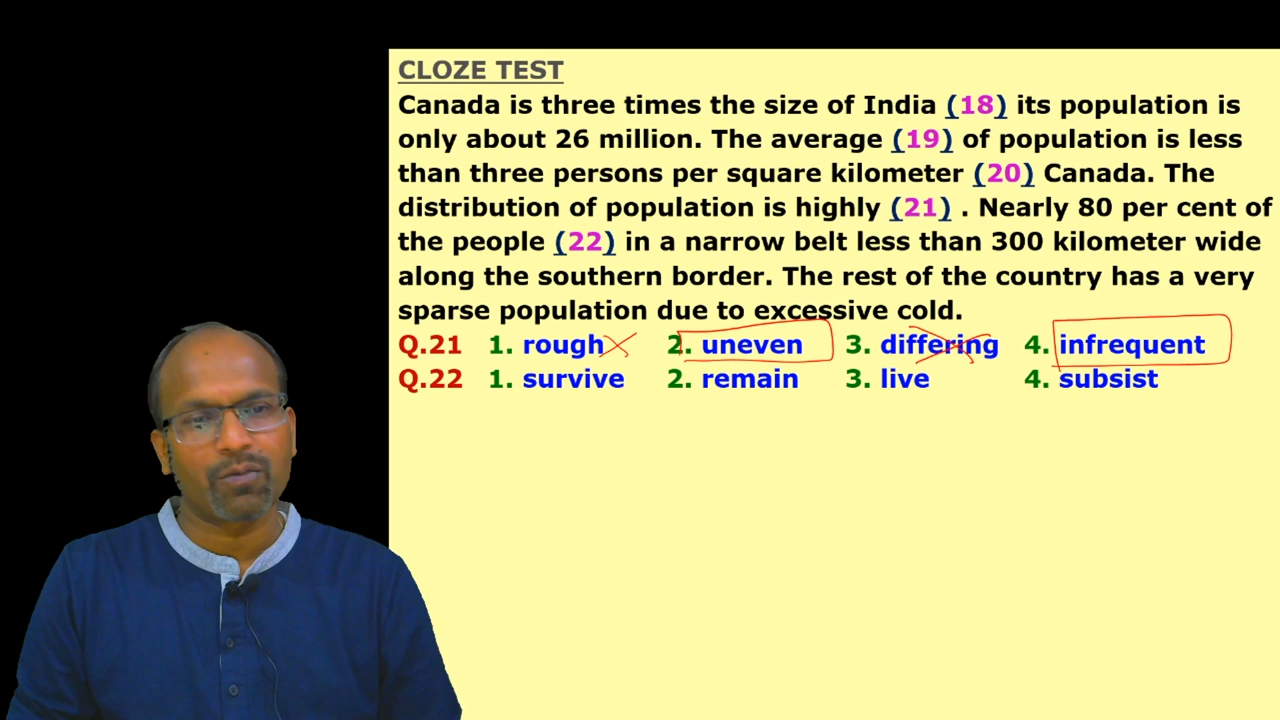 CLOZE TEST
Canada is three times the size of India (18) its population is
only about 26 million. The average (19) of population is less
than three persons per square kilometer (20) Canada. The
distribution of population is highly (21) . Nearly 80 per cent of
the people (22) in a narrow belt less than 300 kilometer wide
along the southern border. The rest of the country has a very
sparse population due to excessive cold.
Q.21 1. rough 2. uneven 3. differing 4. infrequent
Q.22 1. survive 2. remain 3. live 4. subsist